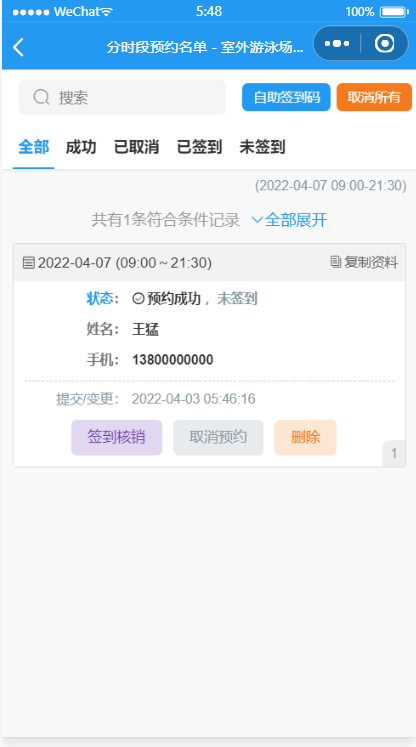 WeChat 5:48 100%
分时段预约名单 - 室外游泳场...
搜索 自助签到码 取消所有
全部 成功 已取消 已签到 未签到
(2022-04-07 09:00-21:30)
共有1条符合条件记录 全部展开
2022-04-07 (09:00～21:30) 复制资料
状态： 预约成功，未签到
姓名： 王猛
手机： 13800000000
提交/变更： 2022-04-03 05:46:16
签到核销 取消预约 删除
1